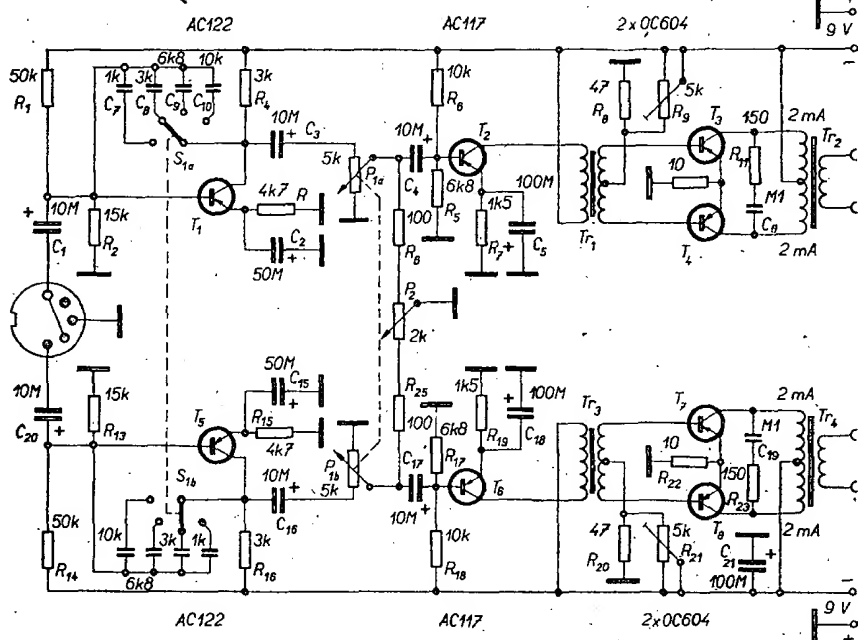 AC122 AC117 2x0C604
9 V
6k8
1k 3k 10k
50k
R1
C7 C8 C9 C10
3k
R4
10k
R6
47
R8
5k
R9
T3
150
2 mA
Tr2
10M C3
S1a
5k
P1a
10M
C4
T2
R11
10
10M
C1
15k
R2
T1
4k7 R
6k8
R5
1k5
R7
100M
C5
Tr1
M1
C9
T4
2 mA
C2
50M
100
R6
P2
2k
10M
C20
15k
R13
T5
50M
C15
R15
4k7
R25
100
1k5
R19
100M
C18
Tr3
T7
2 mA
M1
C19
Tr4
P1b
5k
C17
10M
6k8
R17
T6
10
R22
150
R23
S1b
10M
C16
50k
R14
10k 3k 1k
6k8
3k
R16
10k
R18
47
R20
5k
R21
T8
2 mA
C21
100M
AC122 AC117 2x0C604
9 V